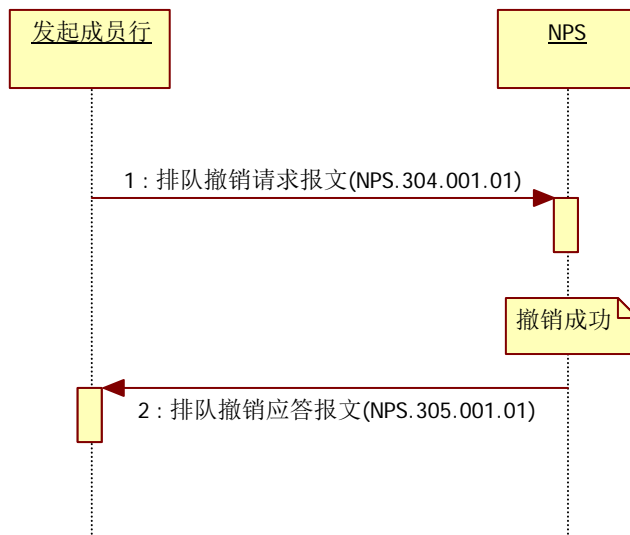 发起成员行
NPS
1 : 排队撤销请求报文(NPS.304.001.01)
撤销成功
2 : 排队撤销应答报文(NPS.305.001.01)